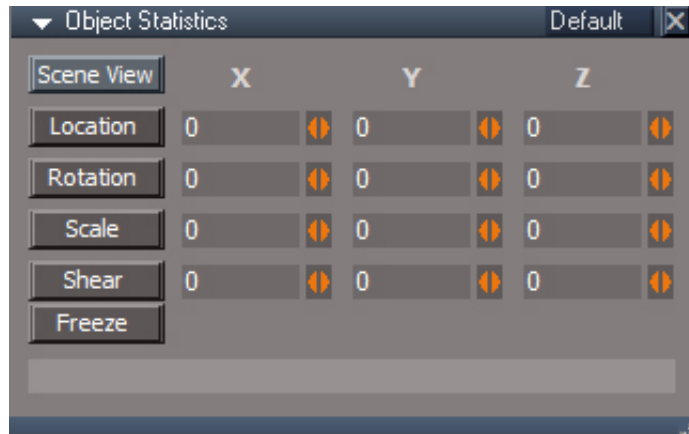 Object Statistics Default X
Scene View X Y Z
Location 0 0 0
Rotation 0 0 0
Scale 0 0 0
Shear 0 0 0
Freeze